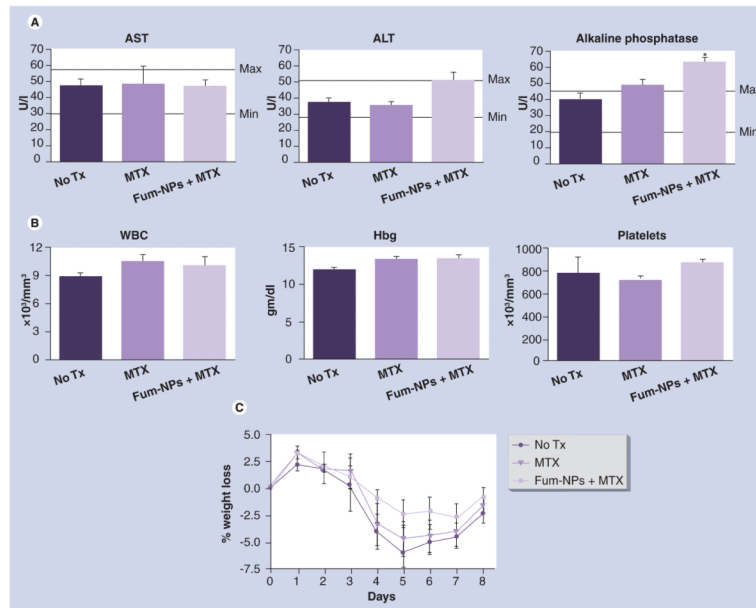 A
AST
ALT
Alkaline phosphatase
70
60
50
40
30
20
10
0
U/l
Max
Min
No Tx
MTX
Fum-NPs + MTX
70
60
50
40
30
20
10
0
U/l
Max
Min
No Tx
MTX
Fum-NPs + MTX
70
60
50
40
30
20
10
0
U/l
*
Ma
Min
No Tx
MTX
Fum-NPs + MTX
B
WBC
Hbg
Platelets
12
9
6
3
0
×10³/mm³
No Tx
MTX
Fum-NPs + MTX
15
10
5
0
gm/dl
No Tx
MTX
Fum-NPs + MTX
1000
800
600
400
200
0
×10³/mm³
No Tx
MTX
Fum-NPs + MTX
C
5.0
2.5
0.0
-2.5
-5.0
-7.5
% weight loss
0 1 2 3 4 5 6 7 8
Days
No Tx
MTX
Fum-NPs + MTX